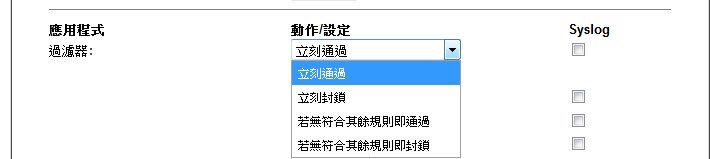 應用程式 動作/設定 Syslog
過濾器： 立刻通過
立刻通過
立刻封鎖
若無符合其餘規則即通過
若無符合其餘規則即封鎖